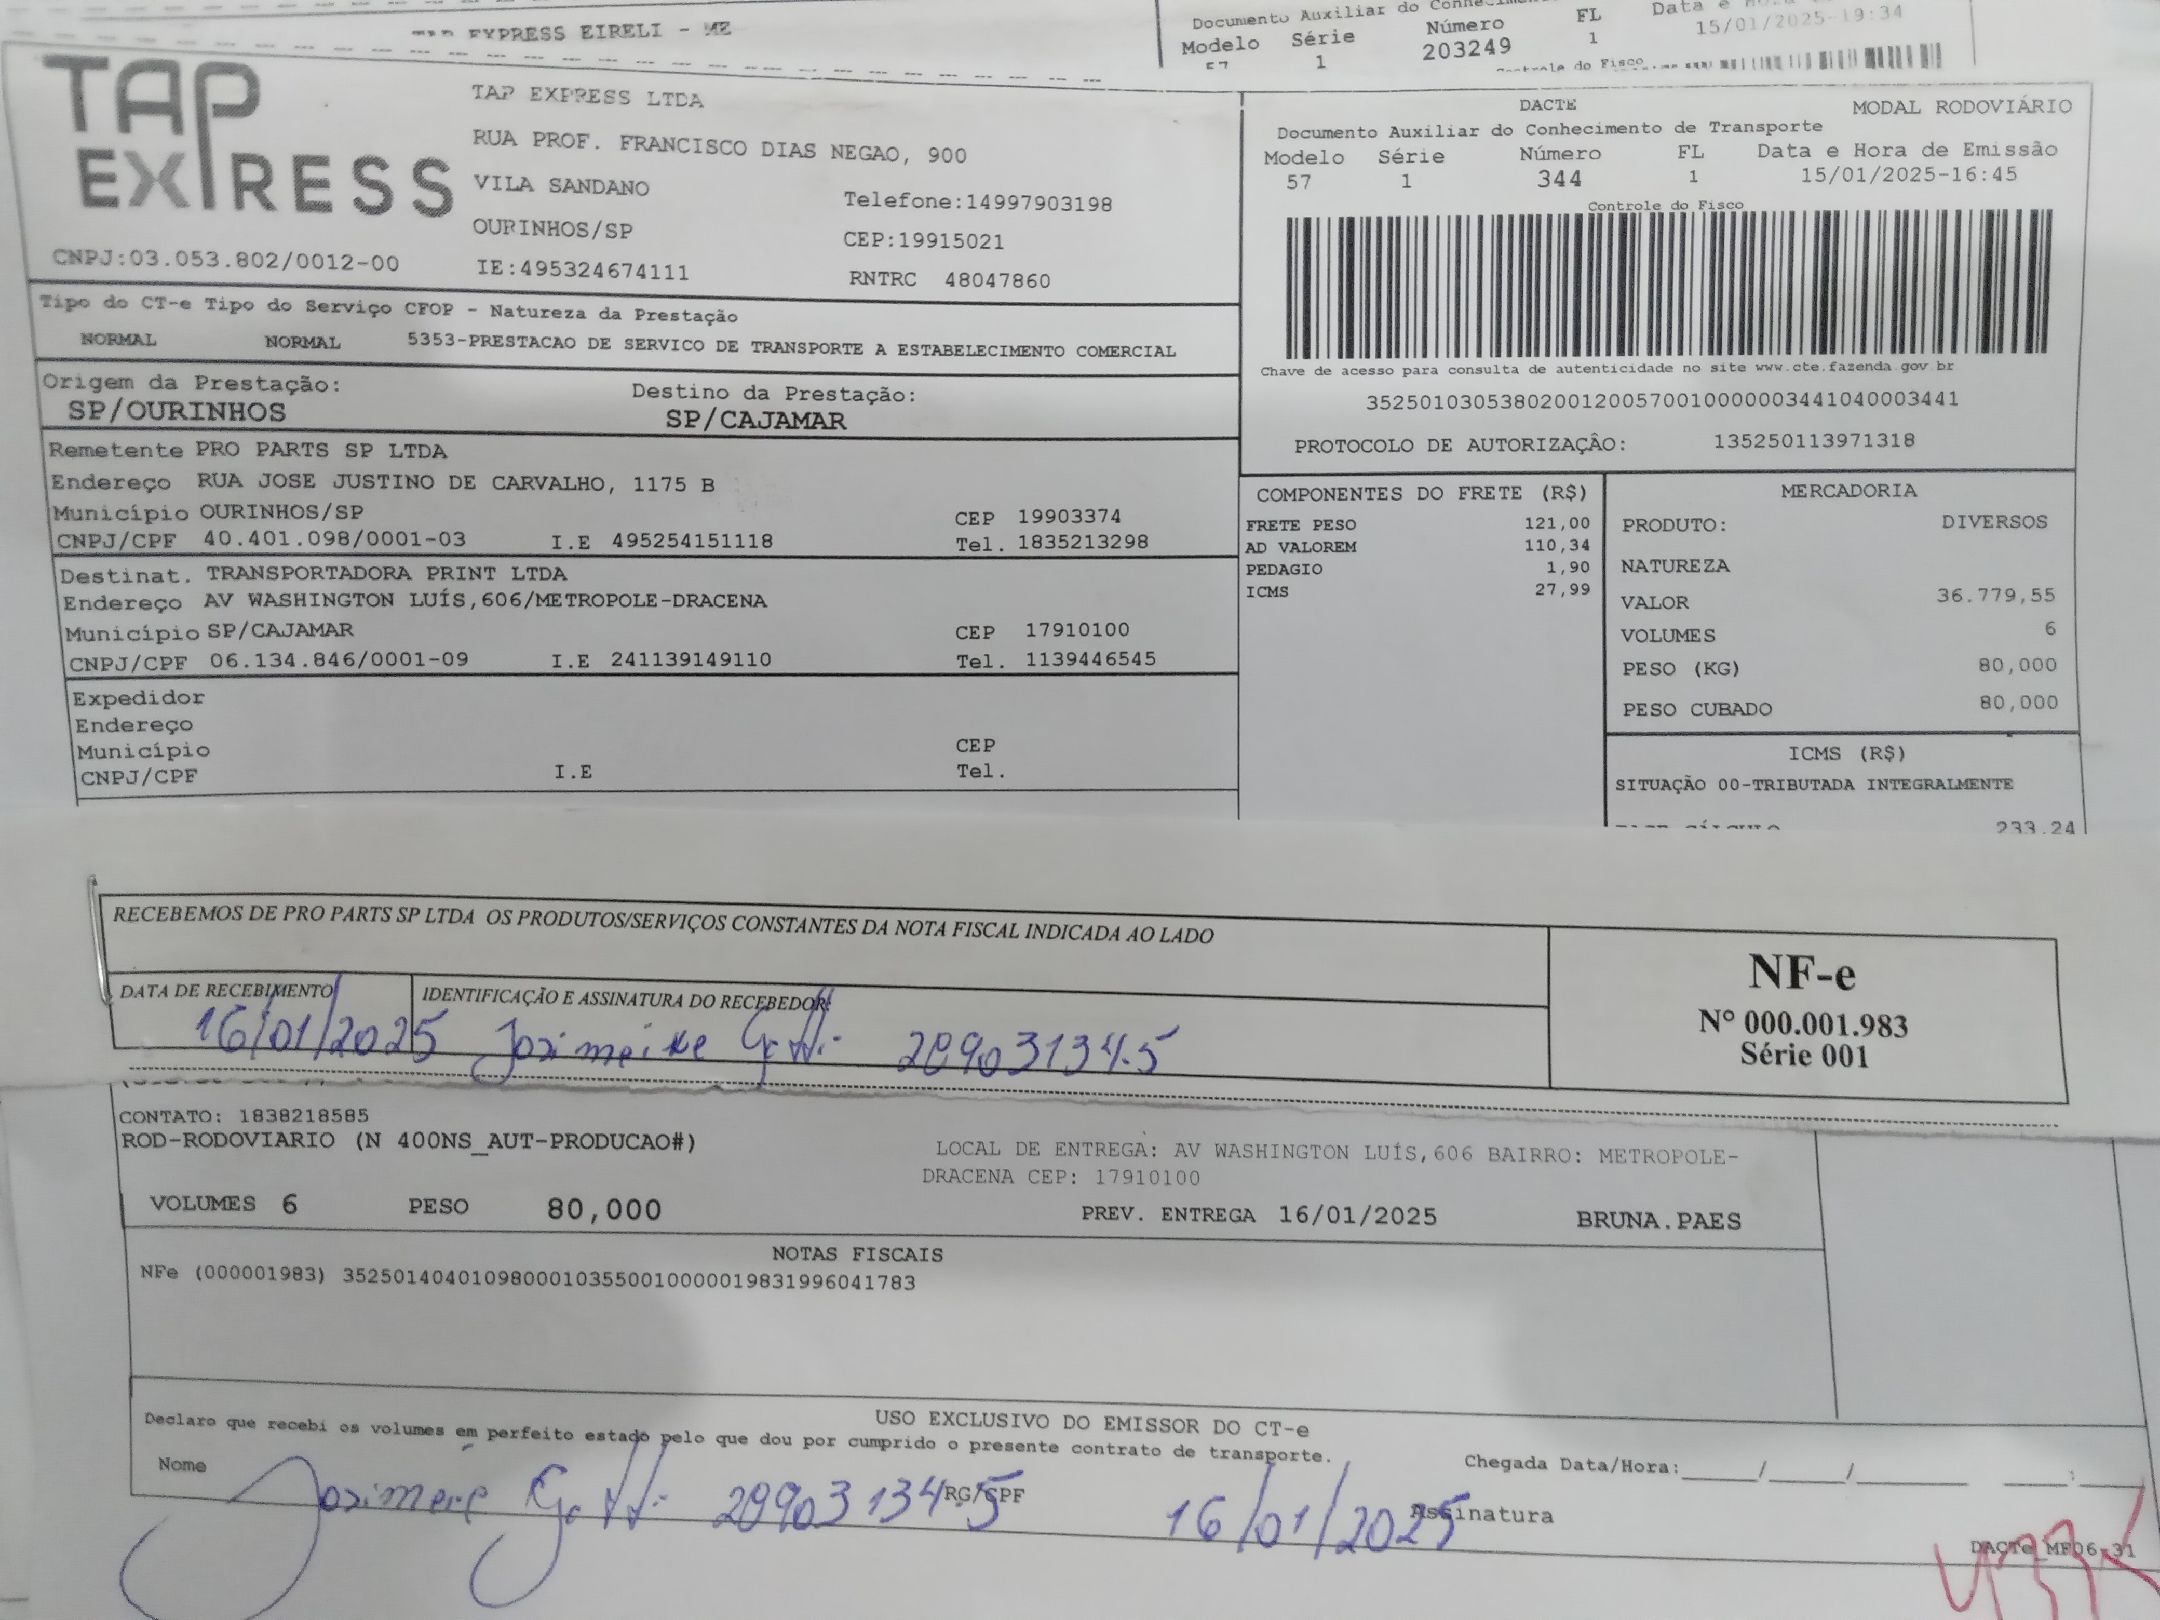 EXPRESS EIRELI - ME
Documento Auxiliar do
Modelo Série Número FL
57 1 203249 1 15/01/2025-19:34
Controle do Fisco
TAP EXPRESS
CNPJ:03.053.802/0012-00
TAP EXPRESS LTDA
RUA PROF. FRANCISCO DIAS NEGAO, 900
VILA SANDANO
Telefone:14997903198
OURINHOS/SP
CEP:19915021
IE:495324674111
RNTRC 48047860
DACTE MODAL RODOVIÁRIO
Documento Auxiliar do Conhecimento de Transporte
Modelo Série Número FL Data e Hora de Emissão
57 1 344 1 15/01/2025-16:45
Controle do Fisco
Chave de acesso para consulta de autenticidade no site www.cte.fazenda.gov.br
35250103053802001200570010000003441040003441
PROTOCOLO DE AUTORIZAÇÃO: 135250113971318
Tipo do CT-e Tipo do Serviço CFOP - Natureza da Prestação
NORMAL NORMAL 5353-PRESTACAO DE SERVICO DE TRANSPORTE A ESTABELECIMENTO COMERCIAL
Origem da Prestação: Destino da Prestação:
SP/OURINHOS SP/CAJAMAR
Remetente PRO PARTS SP LTDA
Endereço RUA JOSE JUSTINO DE CARVALHO, 1175 B
Município OURINHOS/SP CEP 19903374
CNPJ/CPF 40.401.098/0001-03 I.E 495254151118 Tel. 1835213298
Destinat. TRANSPORTADORA PRINT LTDA
Endereço AV WASHINGTON LUÍS,606/METROPOLE-DRACENA
Município SP/CAJAMAR CEP 17910100
CNPJ/CPF 06.134.846/0001-09 I.E 241139149110 Tel. 1139446545
Expedidor
Endereço
Município CEP
CNPJ/CPF I.E Tel.
COMPONENTES DO FRETE (R$)
FRETE PESO 121,00
AD VALOREM 110,34
PEDAGIO 1,90
ICMS 27,99
MERCADORIA
PRODUTO: DIVERSOS
NATUREZA
VALOR 36.779,55
VOLUMES 6
PESO (KG) 80,000
PESO CUBADO 80,000
ICMS (R$)
SITUAÇÃO 00-TRIBUTADA INTEGRALMENTE
233,24
RECEBEMOS DE PRO PARTS SP LTDA OS PRODUTOS/SERVIÇOS CONSTANTES DA NOTA FISCAL INDICADA AO LADO
DATA DE RECEBIMENTO IDENTIFICAÇÃO E ASSINATURA DO RECEBEDOR
16/01/2025 28903134-5
NF-e
Nº 000.001.983
Série 001
CONTATO: 1838218585
ROD-RODOVIARIO (N 400NS_AUT-PRODUCAO#)
LOCAL DE ENTREGA: AV WASHINGTON LUÍS,606 BAIRRO: METROPOLE-
DRACENA CEP: 17910100
VOLUMES 6 PESO 80,000 PREV. ENTREGA 16/01/2025 BRUNA.PAES
NOTAS FISCAIS
NFe (000001983) 35250140401098000103550010000019831996041783
USO EXCLUSIVO DO EMISSOR DO CT-e
Declaro que recebi os volumes em perfeito estado pelo que dou por cumprido o presente contrato de transporte.
Nome RG/CPF Assinatura Chegada Data/Hora:____/____/______ ___:___
28903134-5 16/01/2025
DACTe_MF06-31